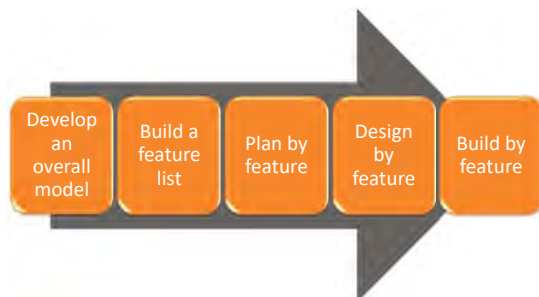 Develop
an
overall
model
Build a
feature
list
Plan by
feature
Design
by
feature
Build by
feature